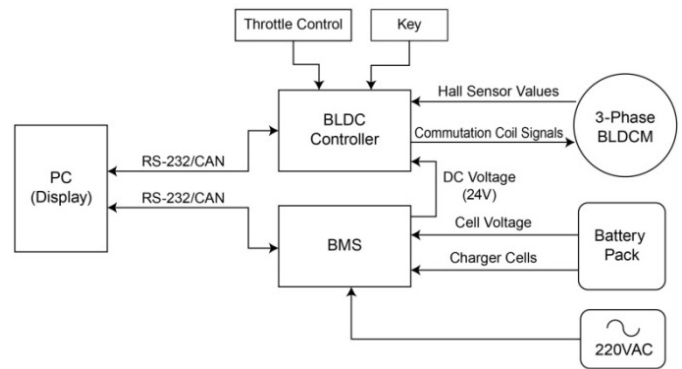 Throttle Control
Key
Hall Sensor Values
BLDC
Controller
3-Phase
BLDCM
Commutation Coil Signals
PC
(Display)
RS-232/CAN
DC Voltage
(24V)
RS-232/CAN
BMS
Cell Voltage
Battery
Pack
Charger Cells
220VAC